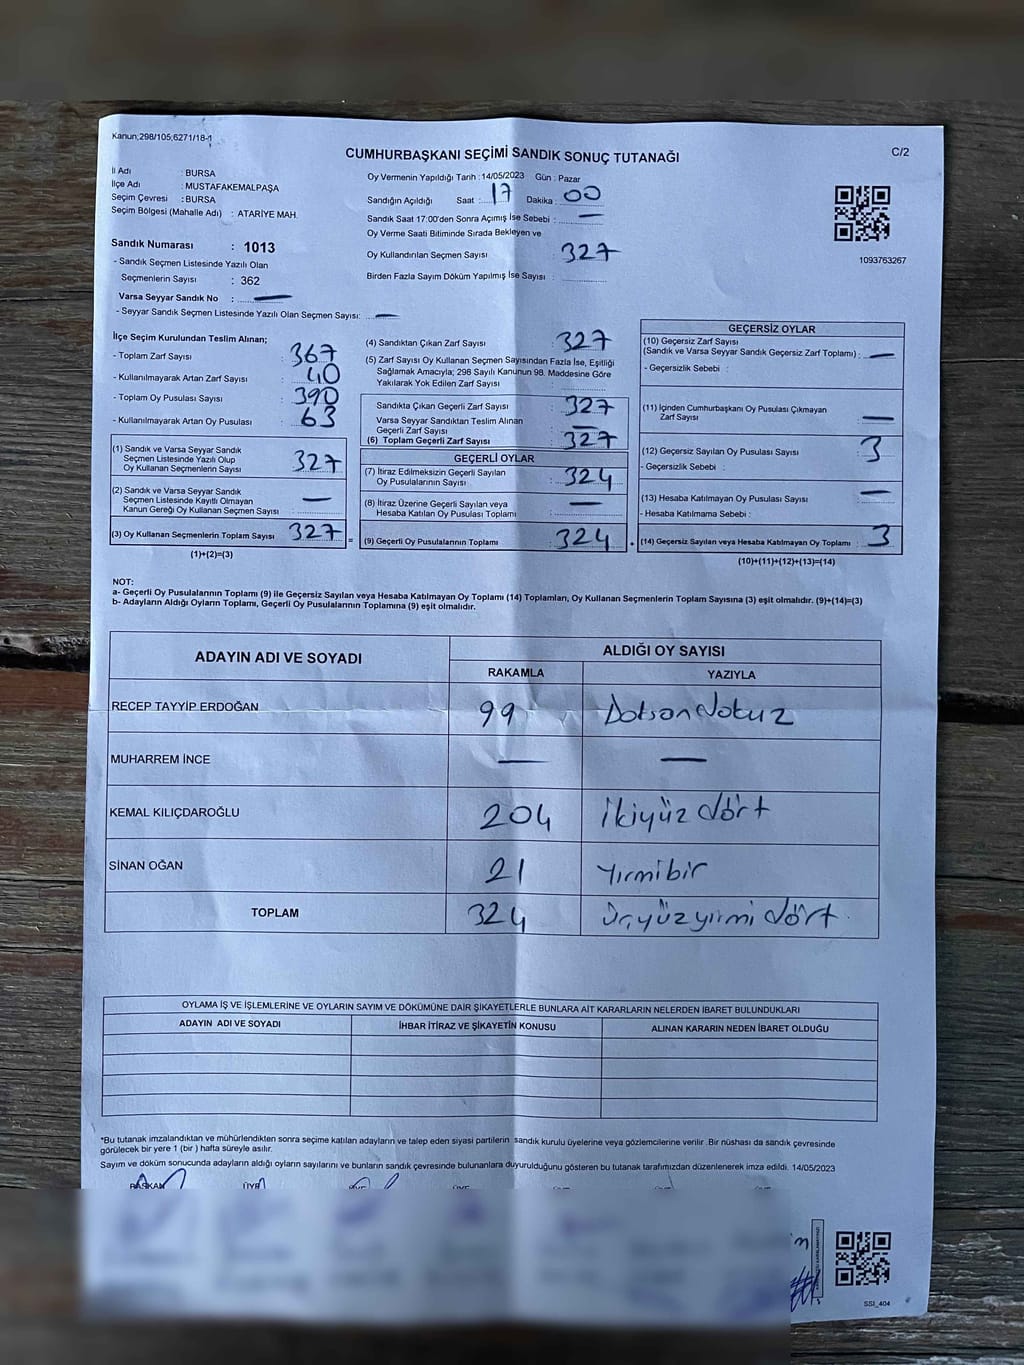 Kanun;298/105;6271/18-1
CUMHURBAŞKANI SEÇİMİ SANDIK SONUÇ TUTANAĞI
C/2
İl Adı : BURSA
İlçe Adı : MUSTAFAKEMALPAŞA
Seçim Çevresi : BURSA
Seçim Bölgesi (Mahalle Adı) : ATARİYE MAH.
Sandık Numarası : 1013
- Sandık Seçmen Listesinde Yazılı Olan
Seçmenlerin Sayısı : 362
Varsa Seyyar Sandık No : —
- Seyyar Sandık Seçmen Listesinde Yazılı Olan Seçmen Sayısı: —
Oy Vermenin Yapıldığı Tarih :14/05/2023 Gün : Pazar
Sandığın Açıldığı Saat : 17 Dakika : 00
Sandık Saat 17:00'den Sonra Açımış İse Sebebi : —
Oy Verme Saati Bitiminde Sırada Bekleyen ve
Oy Kullandırılan Seçmen Sayısı : 327
Birden Fazla Sayım Döküm Yapılmış İse Sayısı :
1093763267
İlçe Seçim Kurulundan Teslim Alınan;
- Toplam Zarf Sayısı : 367
- Kullanılmayarak Artan Zarf Sayısı : 40
- Toplam Oy Pusulası Sayısı : 390
- Kullanılmayarak Artan Oy Pusulası : 63
(1) Sandık ve Varsa Seyyar Sandık
Seçmen Listesinde Yazılı Olup
Oy Kullanan Seçmenlerin Sayısı 327
(2) Sandık ve Varsa Seyyar Sandık
Seçmen Listesinde Kayıtlı Olmayan
Kanun Gereği Oy Kullanan Seçmen Sayısı : —
(3) Oy Kullanan Seçmenlerin Toplam Sayısı 327
(1)+(2)=(3)
=
(4) Sandıktan Çıkan Zarf Sayısı : 327
(5) Zarf Sayısı Oy Kullanan Seçmen Sayısından Fazla İse, Eşitliği
Sağlamak Amacıyla; 298 Sayılı Kanunun 98. Maddesine Göre
Yakılarak Yok Edilen Zarf Sayısı :
Sandıkta Çıkan Geçerli Zarf Sayısı : 327
Varsa Seyyar Sandıktan Teslim Alınan
Geçerli Zarf Sayısı : —
(6) Toplam Geçerli Zarf Sayısı : 327
GEÇERLİ OYLAR
(7) İtiraz Edilmeksizin Geçerli Sayılan
Oy Pusulalarının Sayısı : 324
(8) İtiraz Üzerine Geçerli Sayılan veya
Hesaba Katılan Oy Pusulası Toplamı : —
(9) Geçerli Oy Pusulalarının Toplamı : 324
+
GEÇERSİZ OYLAR
(10) Geçersiz Zarf Sayısı
(Sandık ve Varsa Seyyar Sandık Geçersiz Zarf Toplamı) : —
- Geçersizlik Sebebi :
(11) İçinden Cumhurbaşkanı Oy Pusulası Çıkmayan
Zarf Sayısı : —
(12) Geçersiz Sayılan Oy Pusulası Sayısı : 3
- Geçersizlik Sebebi :
(13) Hesaba Katılmayan Oy Pusulası Sayısı : —
- Hesaba Katılmama Sebebi :
(14) Geçersiz Sayılan veya Hesaba Katılmayan Oy Toplamı : 3
(10)+(11)+(12)+(13)=(14)
NOT:
a- Geçerli Oy Pusulalarının Toplamı (9) ile Geçersiz Sayılan veya Hesaba Katılmayan Oy Toplamı (14) Toplamları, Oy Kullanan Seçmenlerin Toplam Sayısına (3) eşit olmalıdır. (9)+(14)=(3)
b- Adayların Aldığı Oyların Toplamı, Geçerli Oy Pusulalarının Toplamına (9) eşit olmalıdır.
ADAYIN ADI VE SOYADI
ALDIĞI OY SAYISI
RAKAMLA YAZIYLA
RECEP TAYYİP ERDOĞAN 99 Doksan dokuz
MUHARREM İNCE — —
KEMAL KILIÇDAROĞLU 204 İkiyüz dört
SİNAN OĞAN 21 Yirmibir
TOPLAM 324 üçyüzyirmi dört
OYLAMA İŞ VE İŞLEMLERİNE VE OYLARIN SAYIM VE DÖKÜMÜNE DAİR ŞİKAYETLERLE BUNLARA AİT KARARLARIN NELERDEN İBARET BULUNDUKLARI
ADAYIN ADI VE SOYADI İHBAR İTİRAZ VE ŞİKAYETİN KONUSU ALINAN KARARIN NEDEN İBARET OLDUĞU
*Bu tutanak imzalandıktan ve mühürlendikten sonra seçime katılan adayların ve talep eden siyasi partilerin sandık kurulu üyelerine veya gözlemcilerine verilir .Bir nüshası da sandık çevresinde
görülecek bir yere 1 (bir ) hafta süreyle asılır.
Sayım ve döküm sonucunda adayların aldığı oyların sayılarını ve bunların sandık çevresinde bulunanlara duyurulduğunu gösteren bu tutanak tarafımızdan düzenlenerek imza edildi. 14/05/2023
BAŞKAN ÜYE
SSI_404